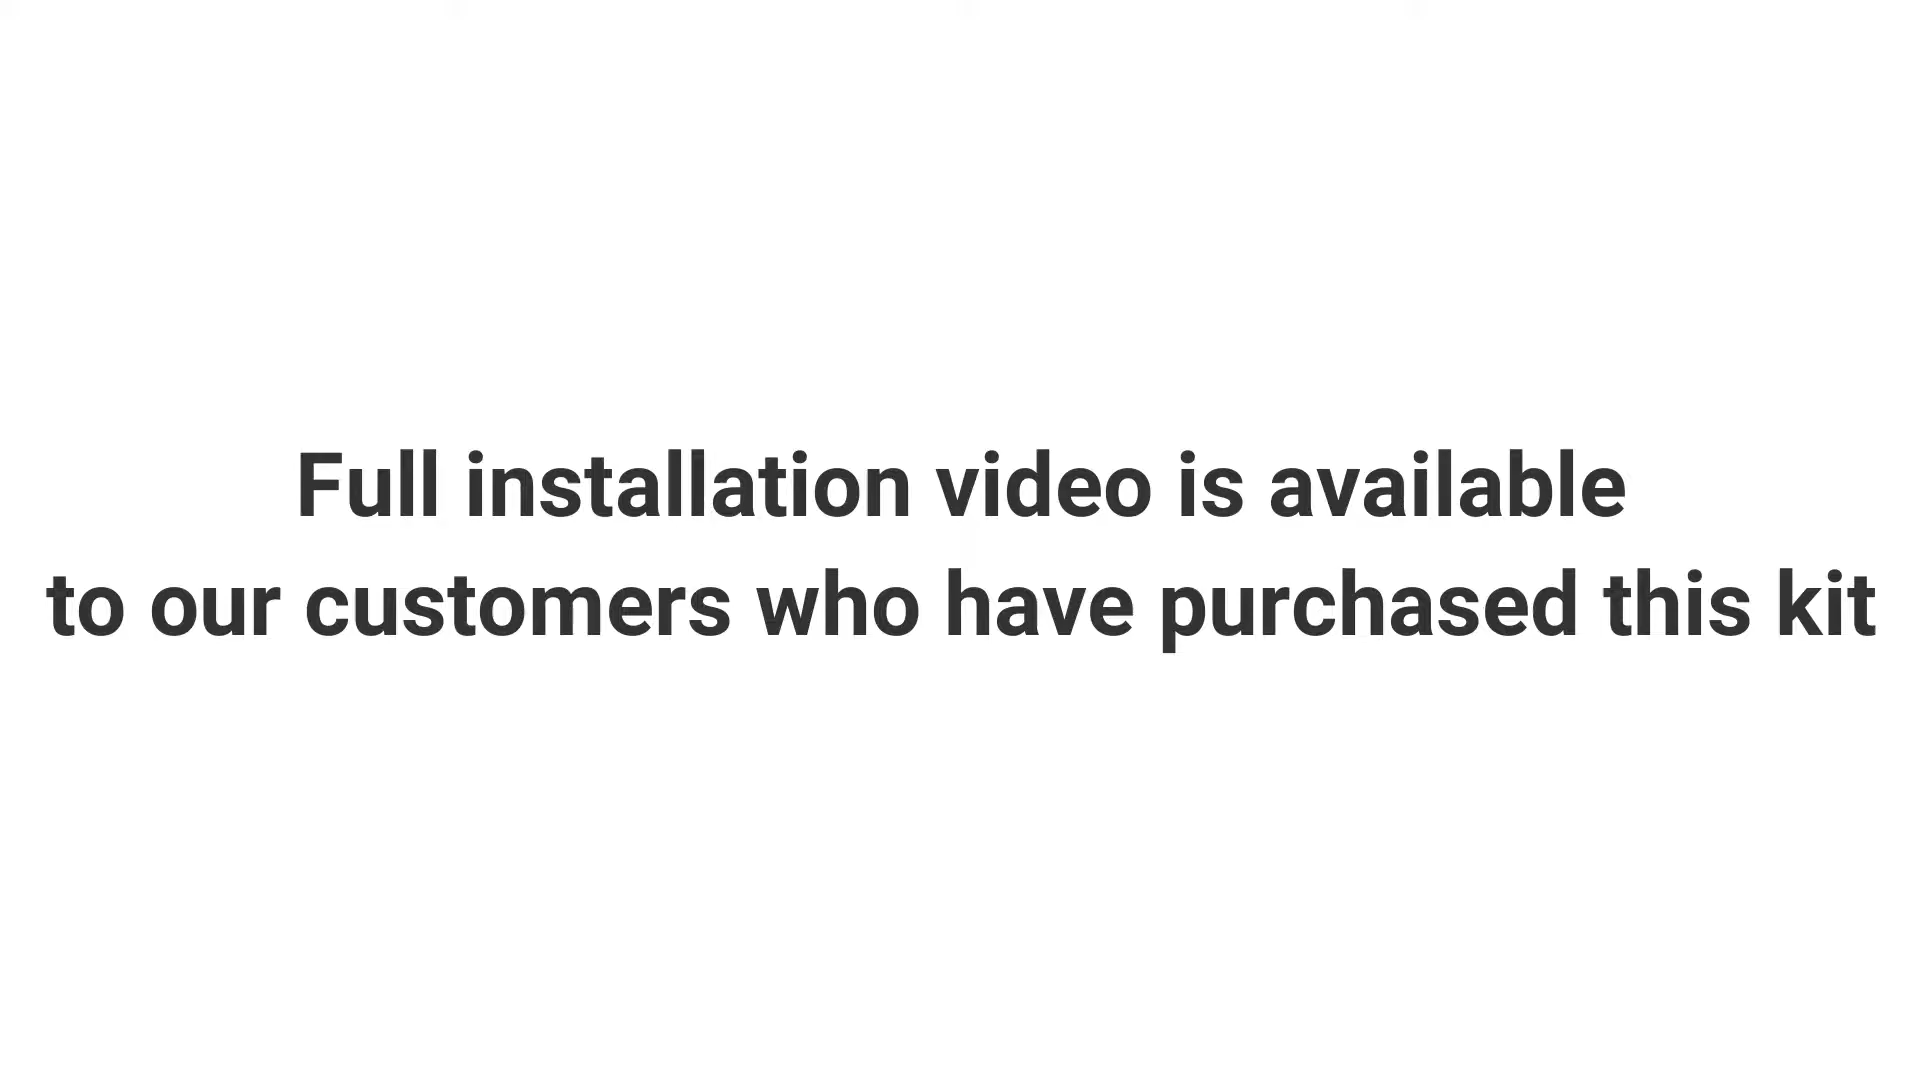 Full installation video is available
to our customers who have purchased this kit